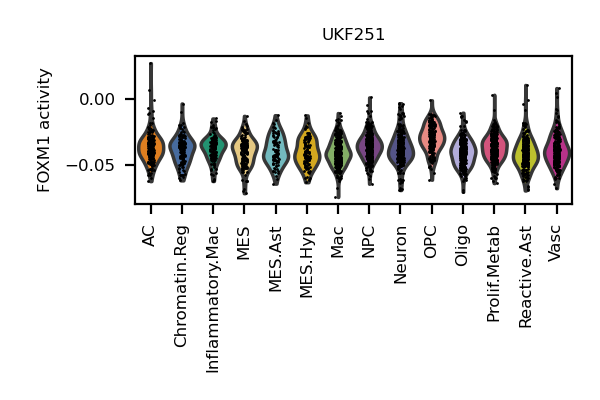 UKF251
FOXM1 activity
0.00
−0.05
AC
Chromatin.Reg
Inflammatory.Mac
MES
MES.Ast
MES.Hyp
Mac
NPC
Neuron
OPC
Oligo
Prolif.Metab
Reactive.Ast
Vasc